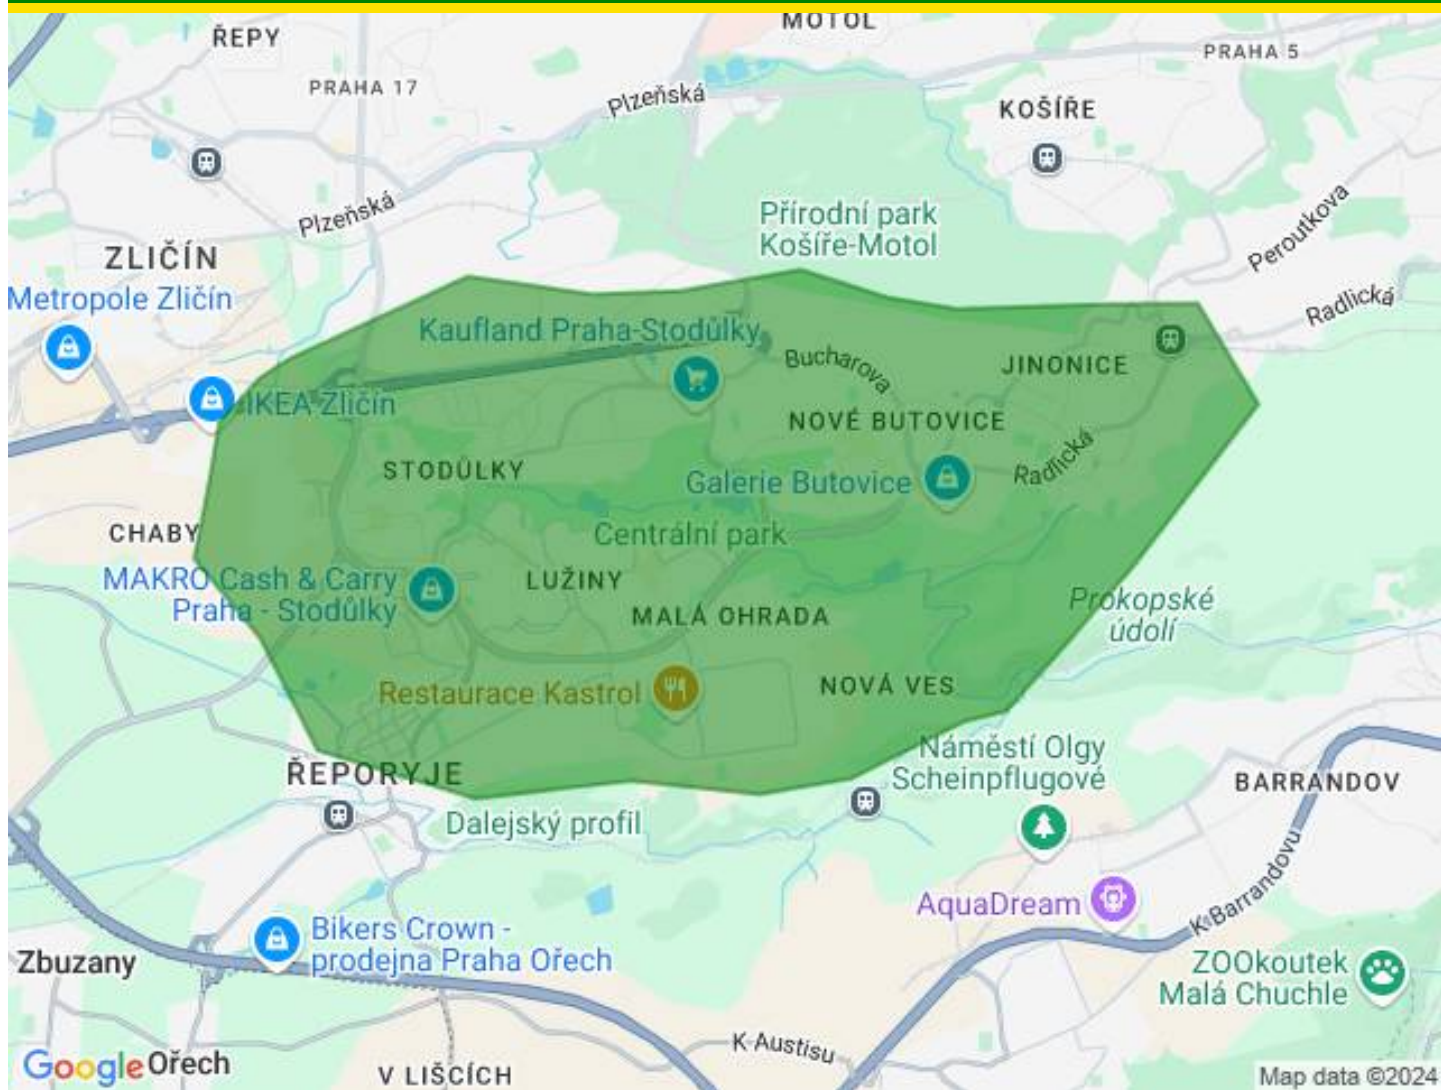 MOTOL
ŘEPY
PRAHA 5
PRAHA 17
Plzeňská
KOŠÍŘE
Plzeňská
Přírodní park
Košíře-Motol
Peroutkova
ZLIČÍN
Metropole Zličín
Radlická
Kaufland Praha-Stodůlky
Bucharova
JINONICE
IKEA Zličín
NOVÉ BUTOVICE
Radlická
STODŮLKY
Galerie Butovice
CHABY
Centrální park
MAKRO Cash & Carry
Praha - Stodůlky
LUŽINY
MALÁ OHRADA
Prokopské
údolí
Restaurace Kastrol
NOVÁ VES
Náměstí Olgy
Scheinpflugové
ŘEPORYJE
BARRANDOV
Dalejský profil
K Barrandovu
AquaDream
Bikers Crown -
prodejna Praha Ořech
Zbuzany
ZOOkoutek
Malá Chuchle
K Austisu
Google
Ořech
V LIŠCÍCH
Map data ©2024